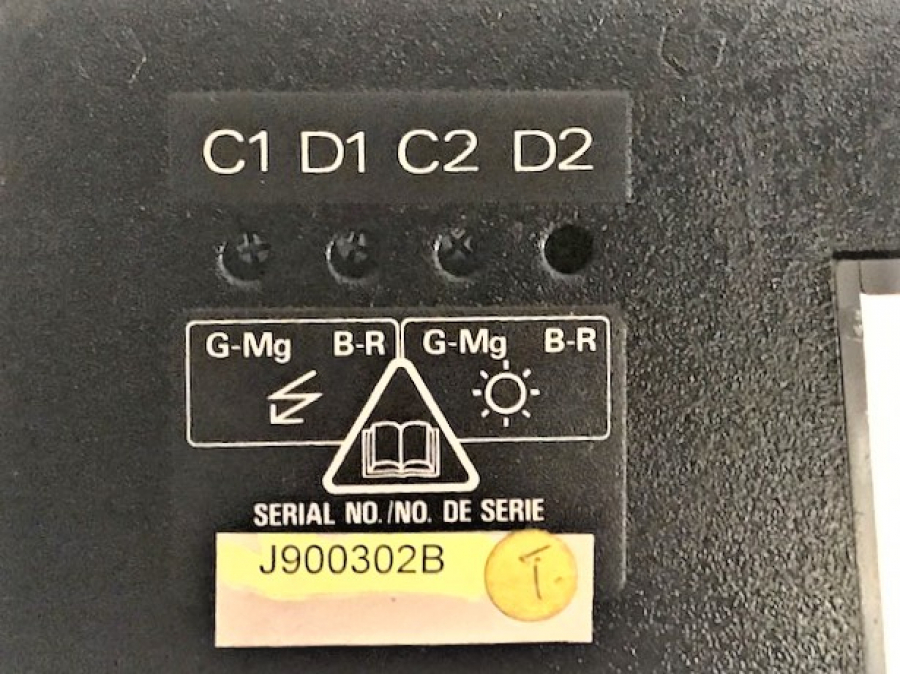 C1 D1 C2 D2
G-Mg B-R G-Mg B-R
SERIAL NO./NO. DE SERIE
J900302B
T